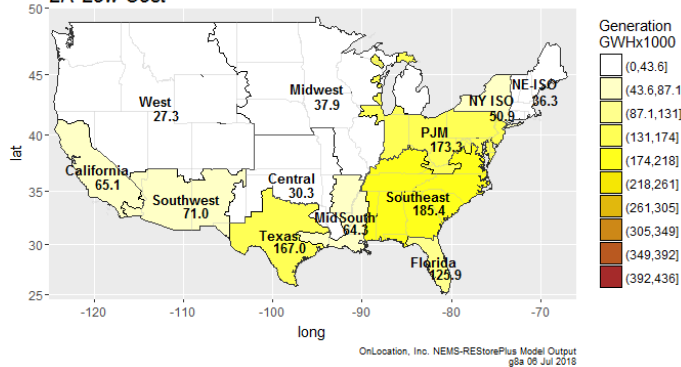 50
45
40
35
30
25
lat
West
27.3
Midwest
37.9
NE-ISO
36.3
NY ISO
50.9
PJM
173.3
California
65.1
Southwest
71.0
Central
30.3
MidSouth
64.3
Southeast
185.4
Texas
167.0
Florida
125.9
-120
-110
-100
-90
-80
-70
long
Generation
GWHx1000
(0,43.6]
(43.6,87.1]
(87.1,131]
(131,174]
(174,218]
(218,261]
(261,305]
(305,349]
(349,392]
(392,436]
OnLocation, Inc. NEMS-REStorePlus Model Output
g8a 06 Jul 2018